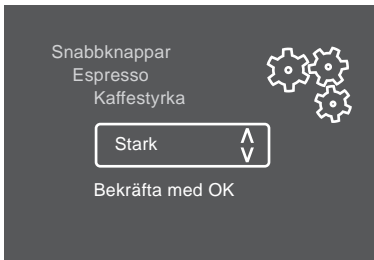 Snabbknappar
Espresso
Kaffestyrka
Stark
Bekräfta med OK